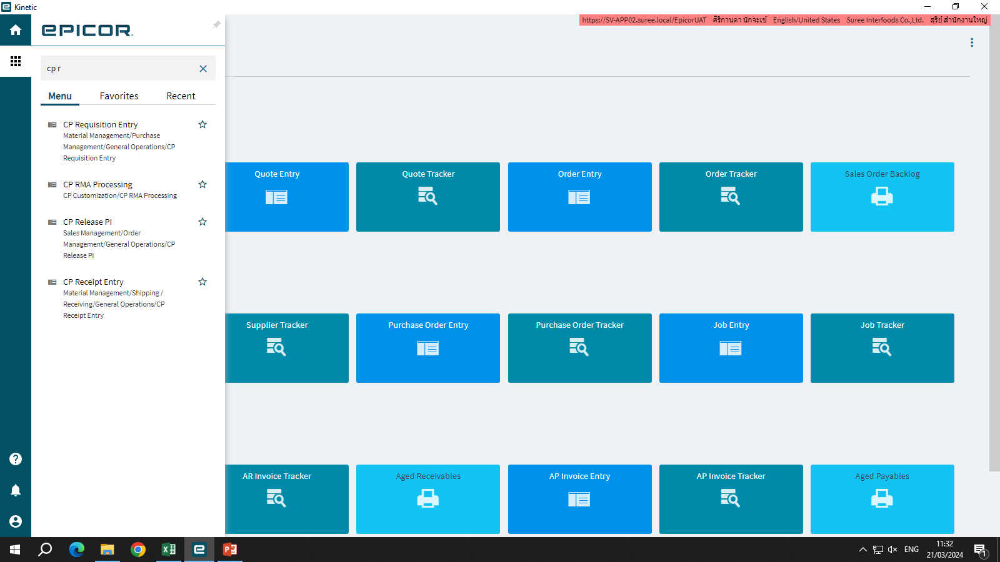 Kinetic
https://SV-APP02.suree.local/EpicorUAT ศิริกานดา นักจะเข้ English/United States Suree Interfoods Co.,Ltd. สุรีย์ สำนักงานใหญ่
EPICOR
cp r
Menu Favorites Recent
CP Requisition Entry
Material Management/Purchase
Management/General Operations/CP
Requisition Entry
CP RMA Processing
CP Customization/CP RMA Processing
CP Release PI
Sales Management/Order
Management/General Operations/CP
Release PI
CP Receipt Entry
Material Management/Shipping /
Receiving/General Operations/CP
Receipt Entry
Quote Entry
Quote Tracker
Order Entry
Order Tracker
Sales Order Backlog
Supplier Tracker
Purchase Order Entry
Purchase Order Tracker
Job Entry
Job Tracker
AR Invoice Tracker
Aged Receivables
AP Invoice Entry
AP Invoice Tracker
Aged Payables
ENG
11:32
21/03/2024
1